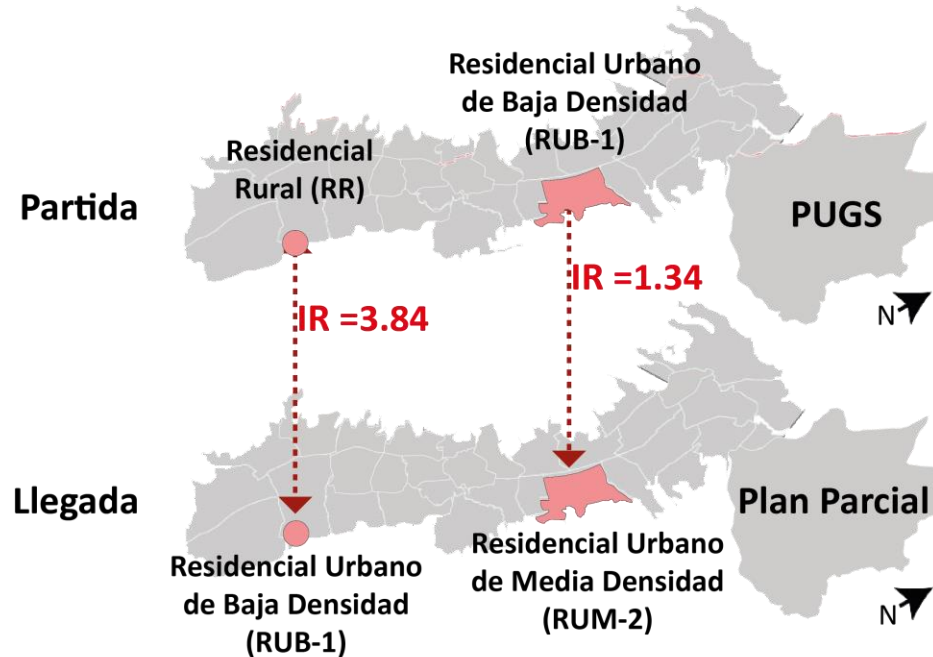 Residencial Urbano
de Baja Densidad
(RUB-1)
Residencial
Rural (RR)
Partida
PUGS
IR =3.84
IR =1.34
N
Llegada
Plan Parcial
Residencial Urbano
de Baja Densidad
(RUB-1)
Residencial Urbano
de Media Densidad
(RUM-2)
N